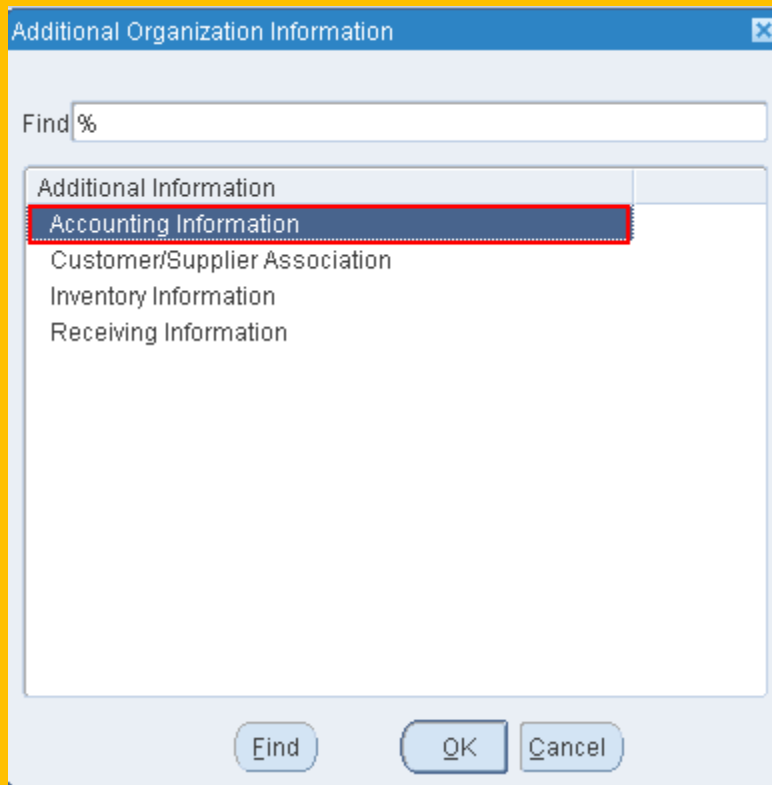 Additional Organization Information
Find %
Additional Information
Accounting Information
Customer/Supplier Association
Inventory Information
Receiving Information
Find OK Cancel